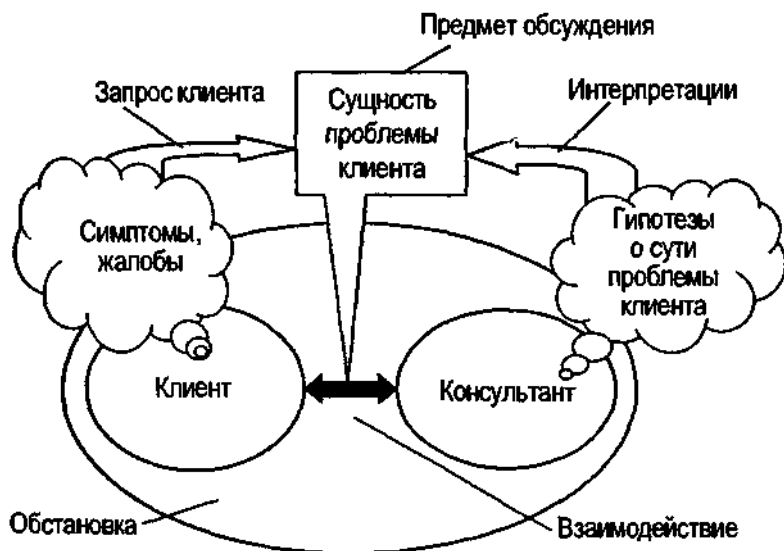 Предмет обсуждения
Запрос клиента
Сущность
проблемы
клиента
Интерпретации
Симптомы,
жалобы
Гипотезы
о сути
проблемы
клиента
Клиент
Консультант
Обстановка
Взаимодействие